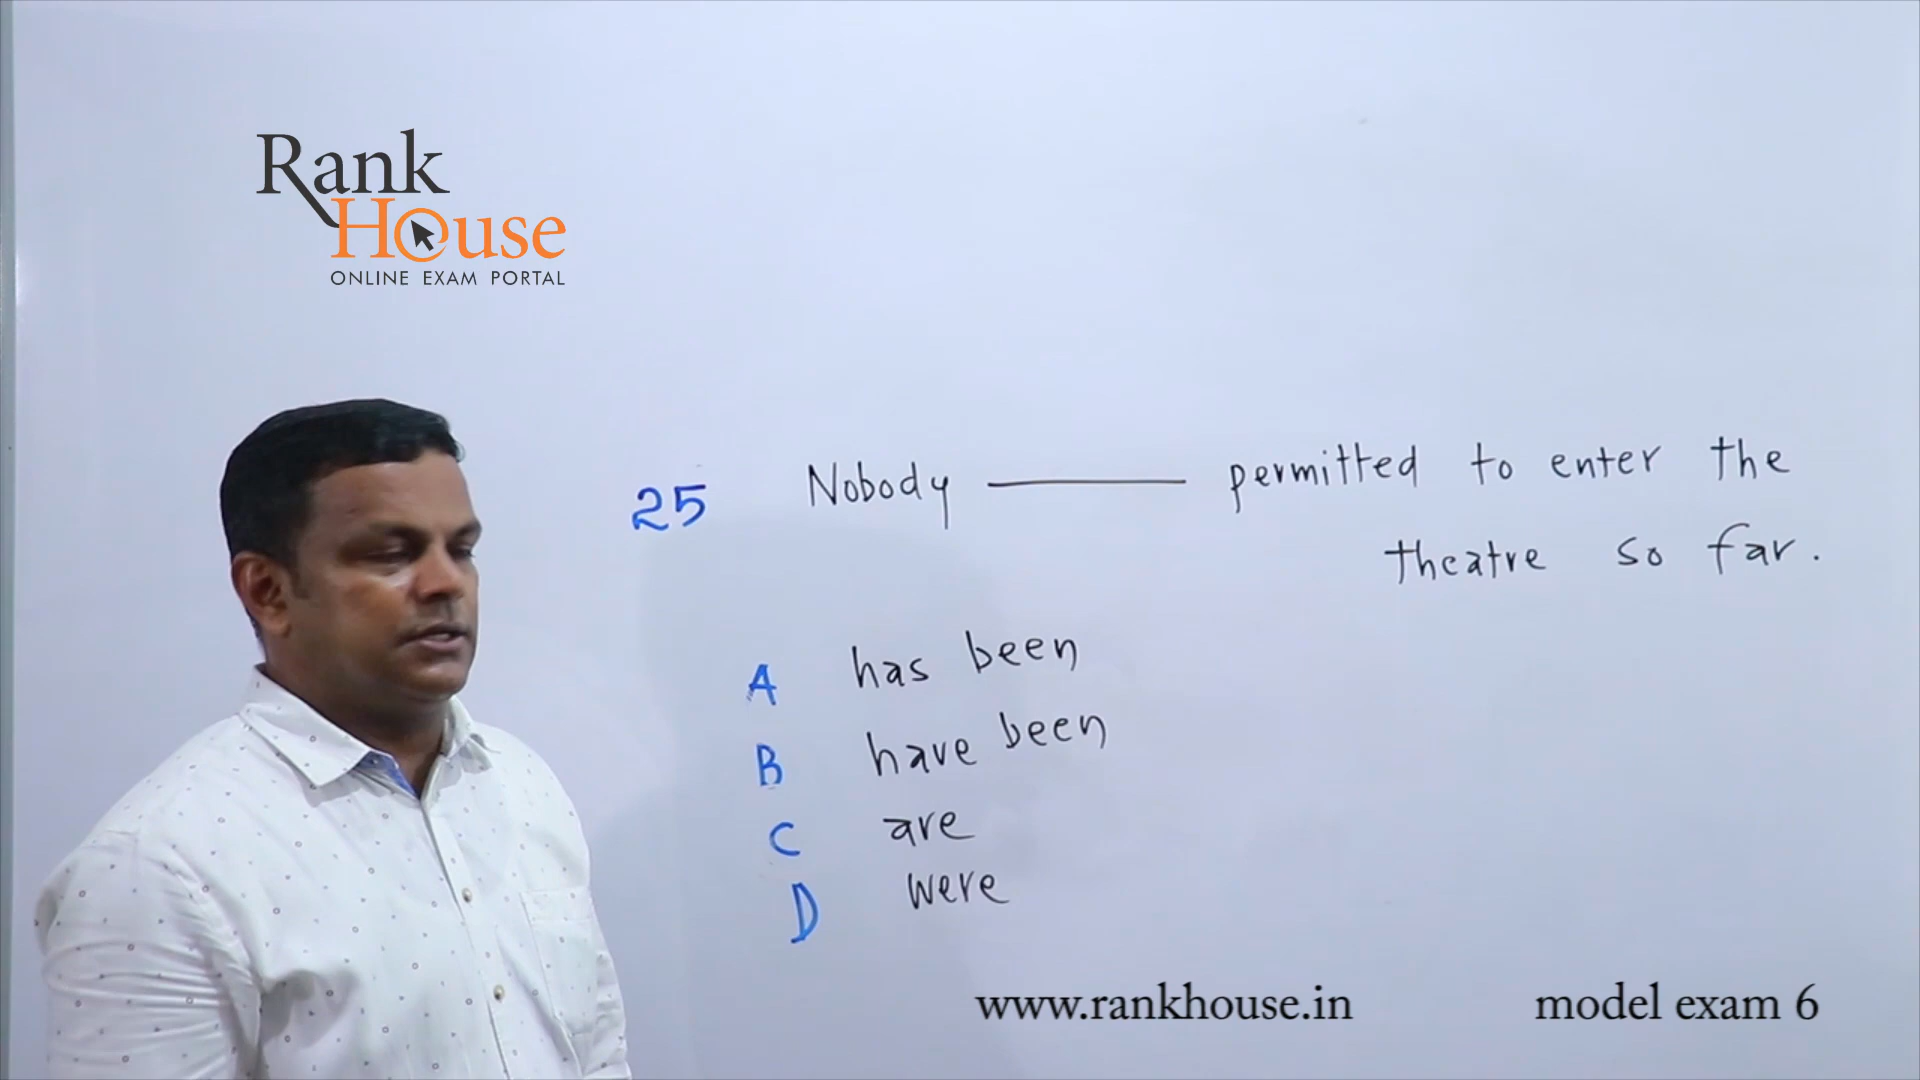 Rank
House
ONLINE EXAM PORTAL
25 Nobody ——— permitted to enter the
theatre so far.
A has been
B have been
C are
D were
www.rankhouse.in model exam 6